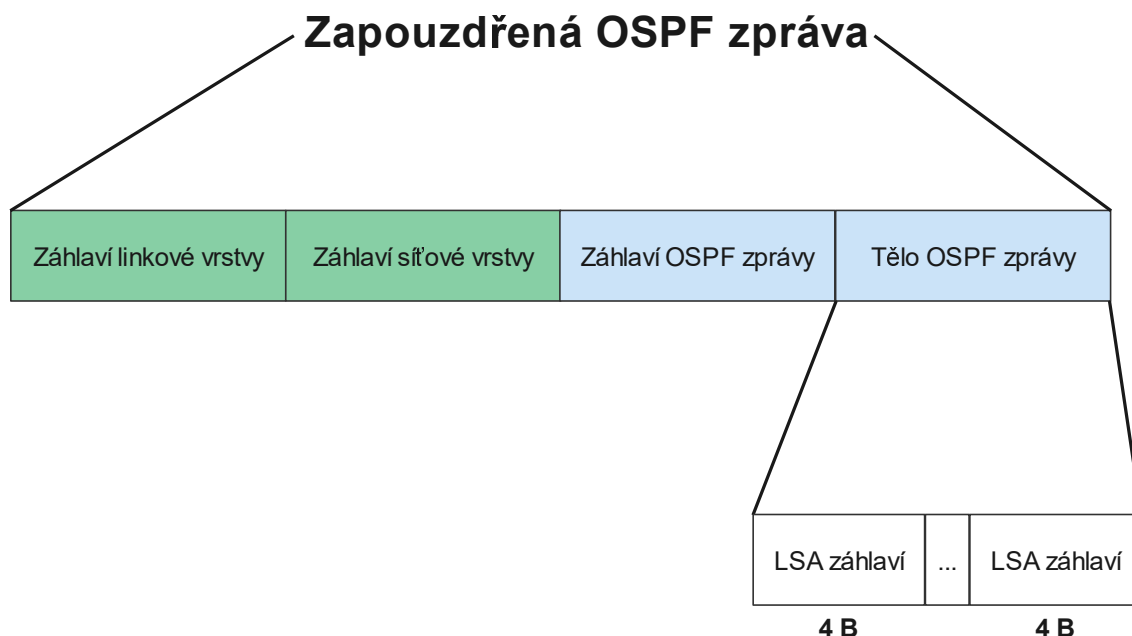 Zapouzdřená OSPF zpráva
Záhlaví linkové vrstvy
Záhlaví síťové vrstvy
Záhlaví OSPF zprávy
Tělo OSPF zprávy
LSA záhlaví
...
LSA záhlaví
4 B
4 B